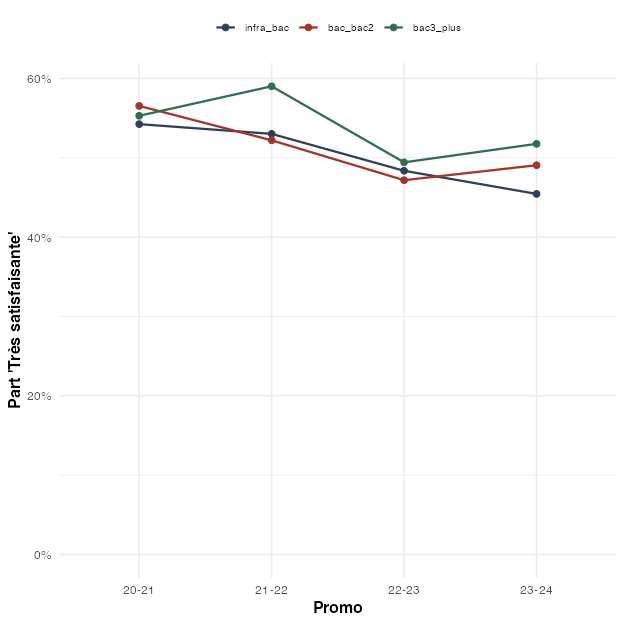 infra_bac bac_bac2 bac3_plus
Part 'Très satisfaisante'
60%
40%
20%
0%
20-21 21-22 22-23 23-24
Promo